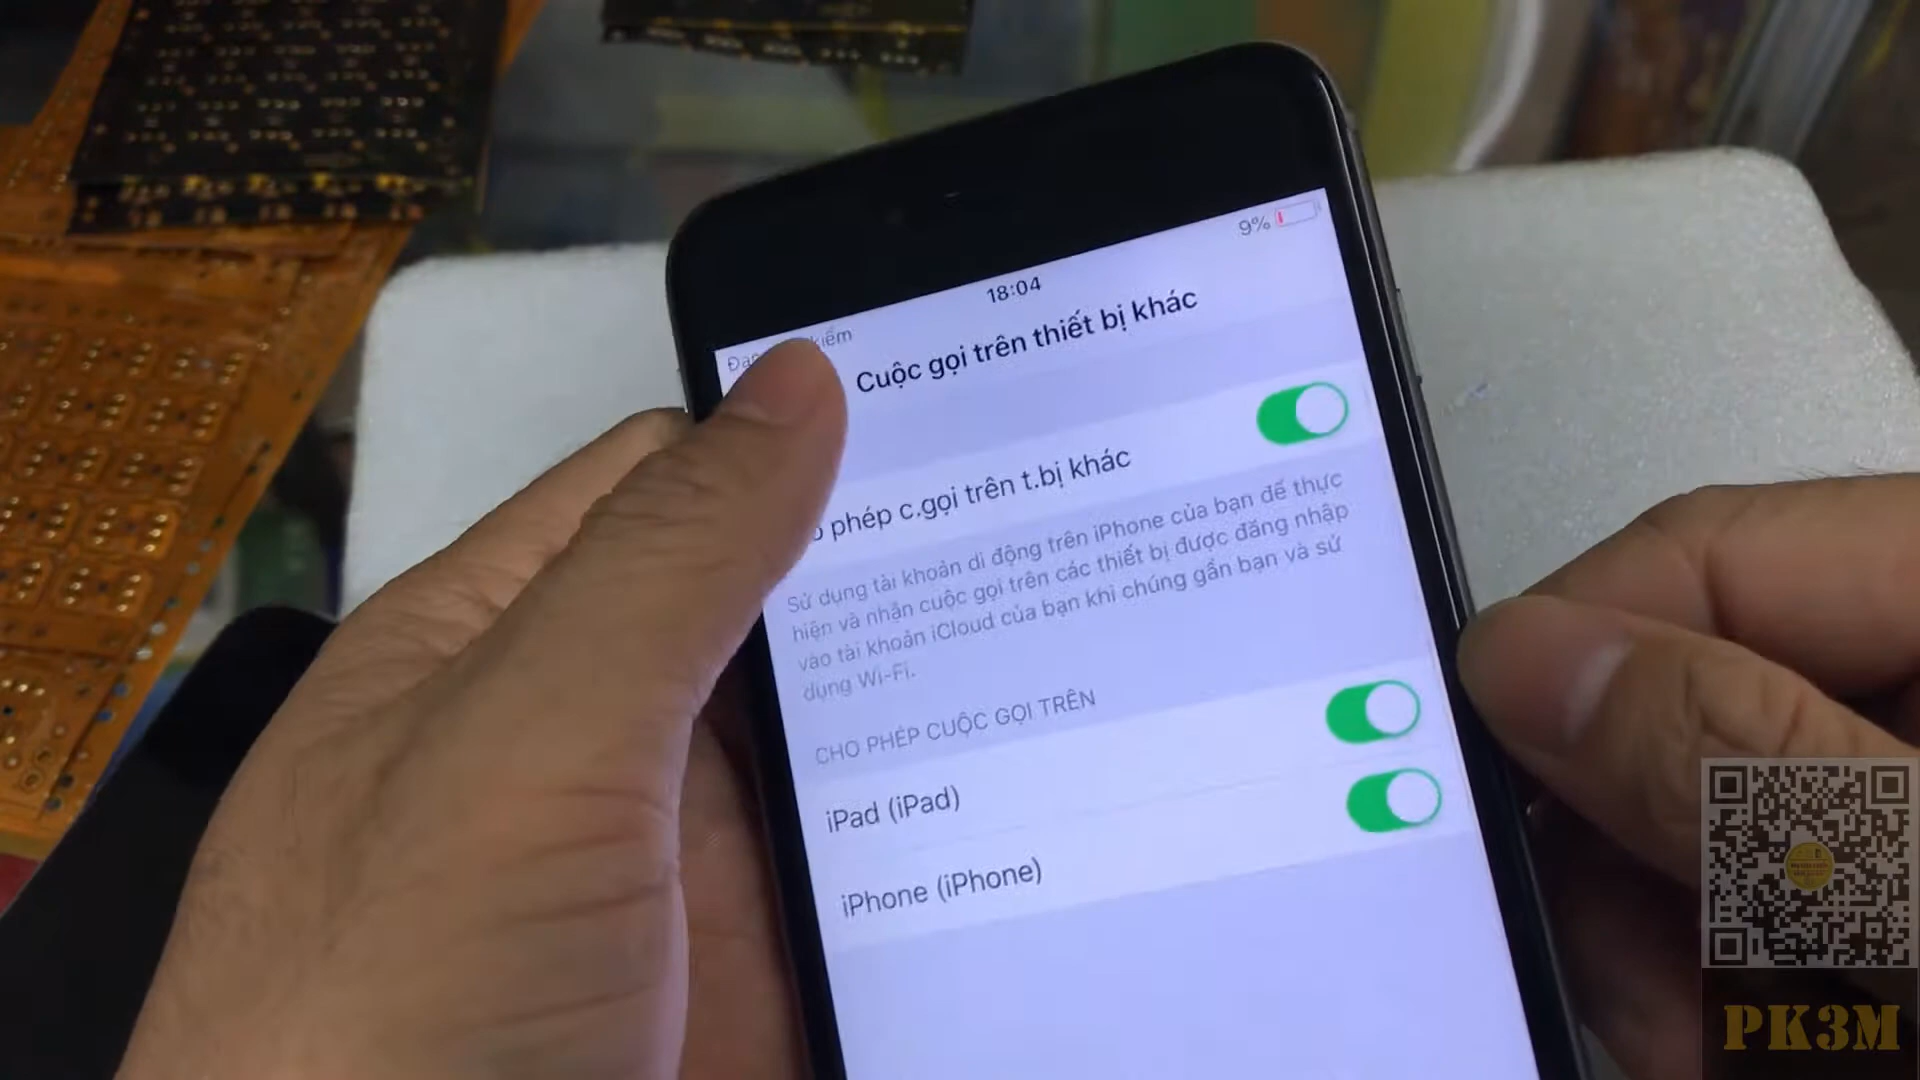 kiếm
18:04
9%
Cuộc gọi trên thiết bị khác
phép c.gọi trên t.bị khác
Sử dụng tài khoản di động trên iPhone của bạn để thực
hiện và nhận cuộc gọi trên các thiết bị được đăng nhập
vào tài khoản iCloud của bạn khi chúng gần bạn và sử
dụng Wi-Fi.
CHO PHÉP CUỘC GỌI TRÊN
iPad (iPad)
iPhone (iPhone)
PK3M